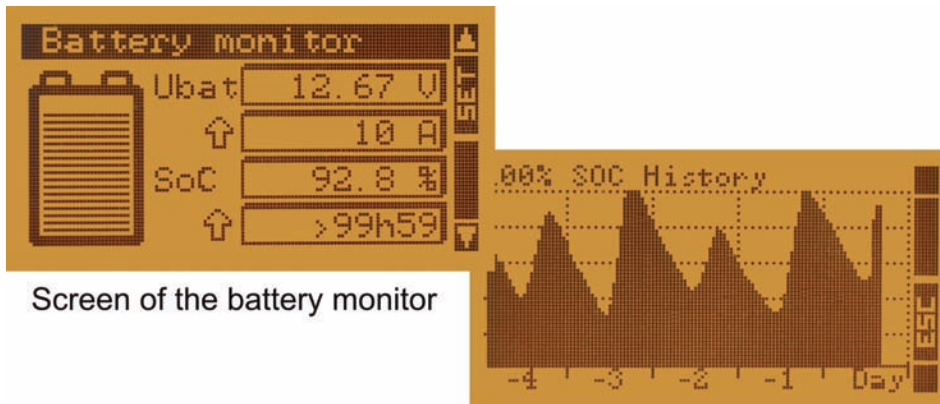 Battery monitor
Ubat 12.67 V
10 A
SET
SoC 92.8 %
>99h59
Screen of the battery monitor
.00% SOC History
ESC
-4 -3 -2 -1 Day